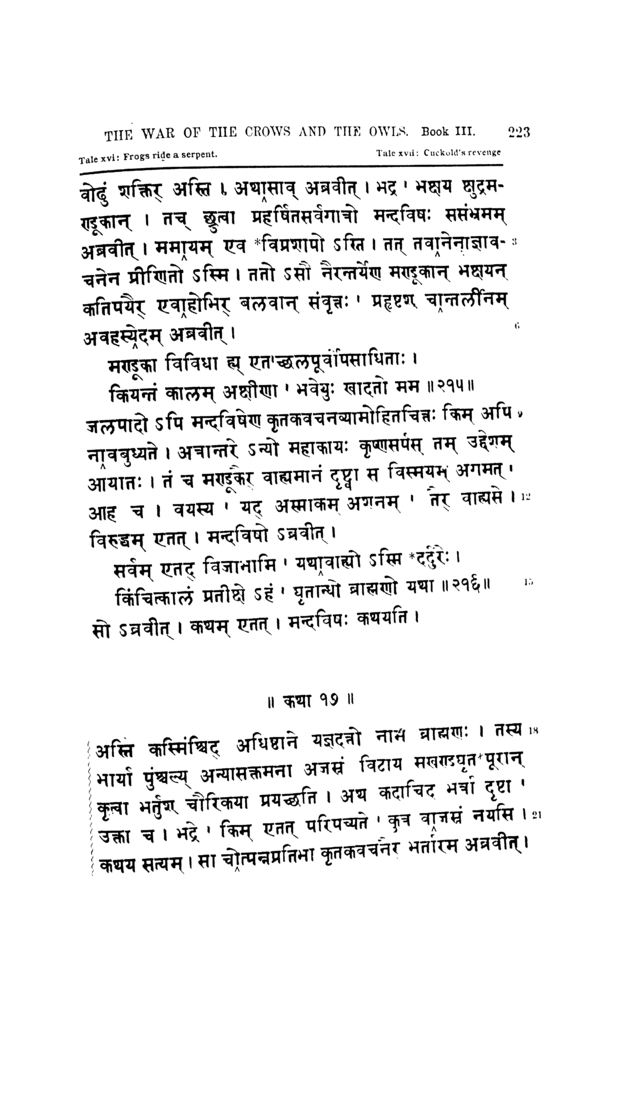 THE WAR OF THE CROWS AND THE OWLS. Book III. 223
Tale xvi: Frogs ride a serpent. Tale xvii: Cuckold's revenge
वोढुं शक्तिर् अस्ति । अथासाव् अब्रवीत् । भद्र ' भक्षय क्षुद्रम-
ण्डूकान् । तच् छ्रुत्वा प्रहर्षितसर्वगात्रो मन्दविषः ससंभ्रमम्
अब्रवीत् । ममायम् एव *विप्रशापो ऽस्ति । तत् तवानेनाज्ञाव- 3
चनेन प्रीणितो ऽस्मि । ततो ऽसौ नैरन्तर्येण मण्डूकान् भक्षयन्
कतिपयैर् एवाहोभिर् बलवान् संवृत्तः ' प्रहृष्टश् चान्तर्लीनम्
अवहस्येदम् अब्रवीत् । 6
मण्डूका विविधा ह्य् एताञ्छलपूर्वोपसाधिताः ।
कियन्तं कालम् अक्षीणा ' भवेयुः खादतो मम ॥२१५॥
जलपादो ऽपि मन्दविषेण कृतकवचनव्यामोहितचित्तः किम् अपि 9
नावबुध्यते । अत्रान्तरे ऽन्यो महाकायः कृष्णसर्पस् तम् उद्देशम्
आयातः । तं च मण्डूकैर् वाह्यमानं दृष्ट्वा स विस्मयम् अगमत् '
आह च । वयस्य ' यद् अस्माकम् अशनम् ' तैर् वाह्यसे । 12
विरुद्धम् एतत् । मन्दविषो ऽब्रवीत् ।
सर्वम् एतद् विजानामि ' यथावाह्यो ऽस्मि *दर्दुरैः ।
किंचित्कालं प्रतीक्षे ऽहं ' घृतान्धो ब्राह्मणो यथा ॥२१६॥ 15
सो ऽब्रवीत् । कथम् एतत् । मन्दविषः कथयति ।
॥ कथा १७ ॥
अस्ति कस्मिंश्चिद् अधिष्ठाने यज्ञदत्तो नाम ब्राह्मणः । तस्य 18
भार्या पुंश्चल्य् अन्यासक्तमना अजस्रं विटाय सखण्डघृतपूरान्
कृत्वा भर्तुश् चौरिकया प्रयच्छति । अथ कदाचिद् भर्त्रा दृष्टा '
उक्ता च । भद्रे ' किम् एतत् परिपच्यते ' कुत्र वाजस्रं नयसि । 21
कथय सत्यम् । सा चोत्पन्नप्रतिभा कृतकवचनैर् भर्तारम् अब्रवीत् ।